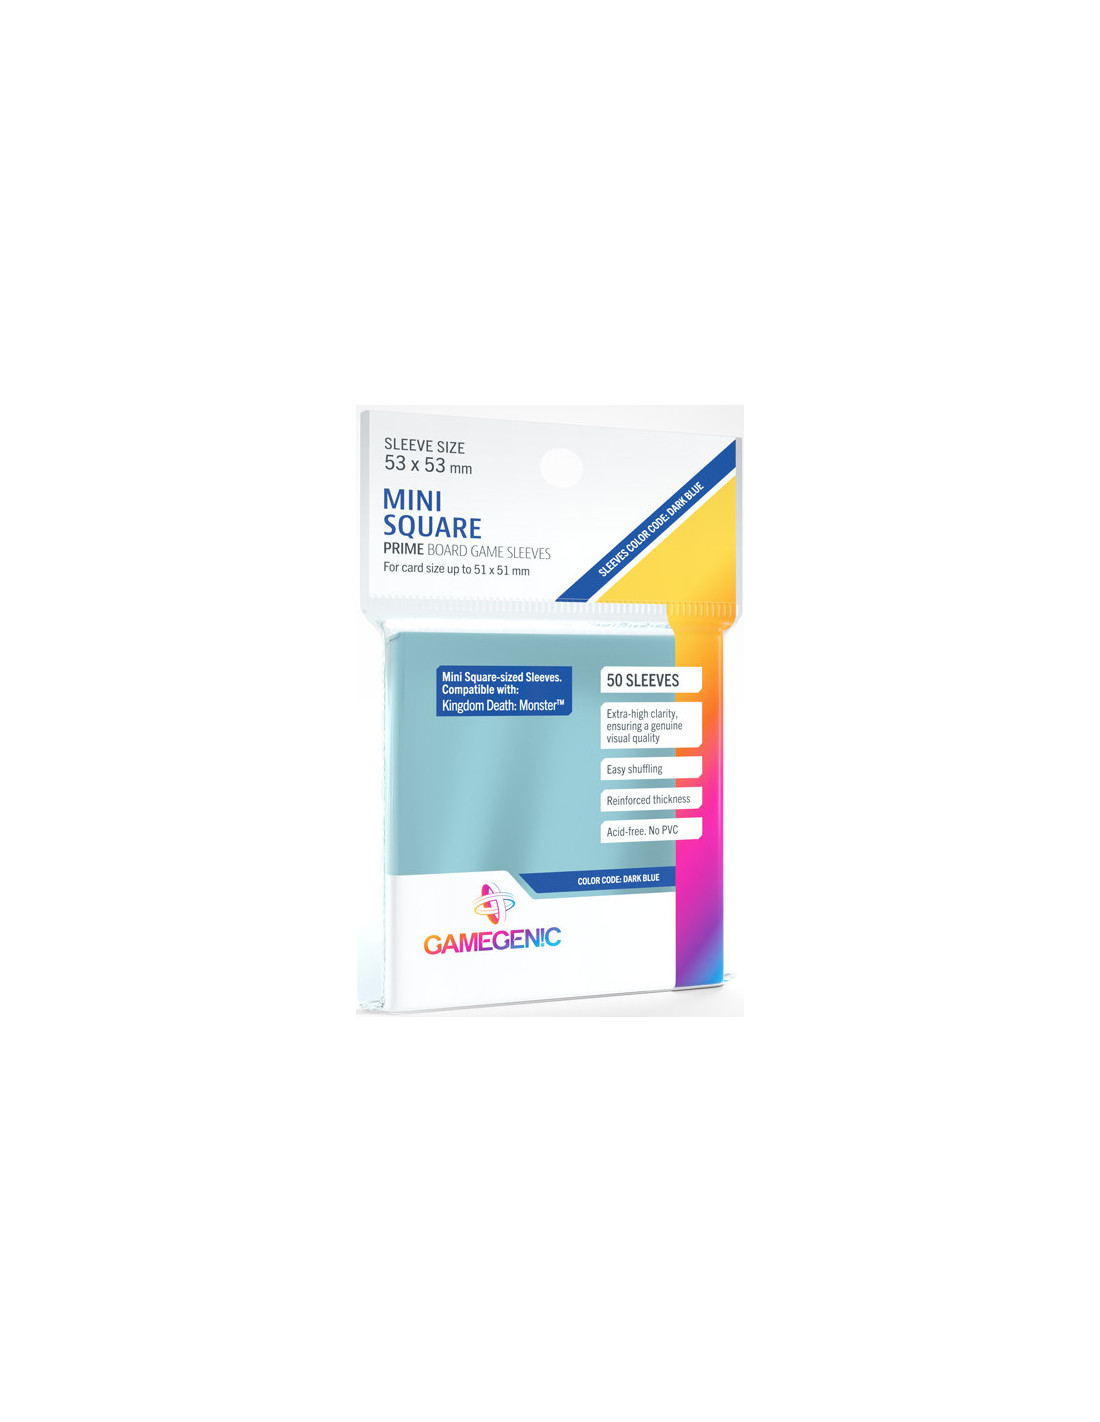 SLEEVE SIZE
53 x 53 mm
MINI
SQUARE
PRIME BOARD GAME SLEEVES
For card size up to 51 x 51 mm
SLEEVES COLOR CODE: DARK BLUE
Mini Square-sized Sleeves.
Compatible with:
Kingdom Death: Monster™
50 SLEEVES
Extra-high clarity,
ensuring a genuine
visual quality
Easy shuffling
Reinforced thickness
Acid-free. No PVC
COLOR CODE: DARK BLUE
GAMEGEN!C